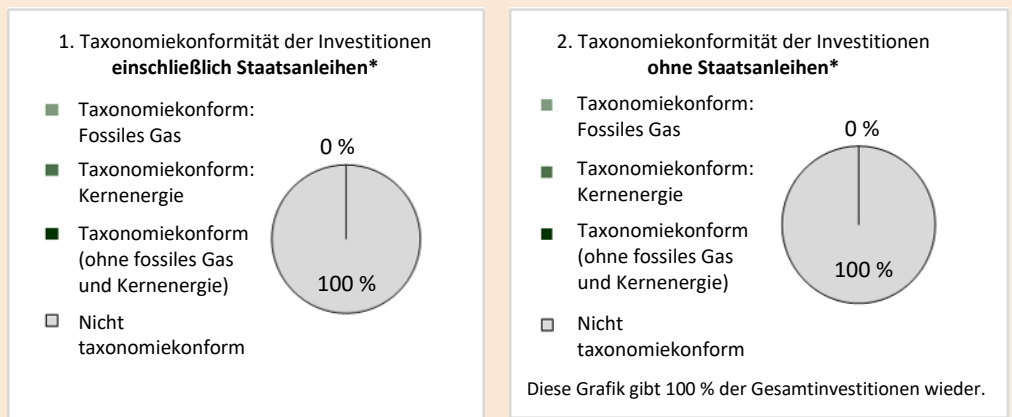 1. Taxonomiekonformität der Investitionen
einschließlich Staatsanleihen*
Taxonomiekonform:
Fossiles Gas
Taxonomiekonform:
Kernenergie
Taxonomiekonform
(ohne fossiles Gas
und Kernenergie)
Nicht
taxonomiekonform
0 %
100 %
2. Taxonomiekonformität der Investitionen
ohne Staatsanleihen*
Taxonomiekonform:
Fossiles Gas
Taxonomiekonform:
Kernenergie
Taxonomiekonform
(ohne fossiles Gas
und Kernenergie)
Nicht
taxonomiekonform
0 %
100 %
Diese Grafik gibt 100 % der Gesamtinvestitionen wieder.